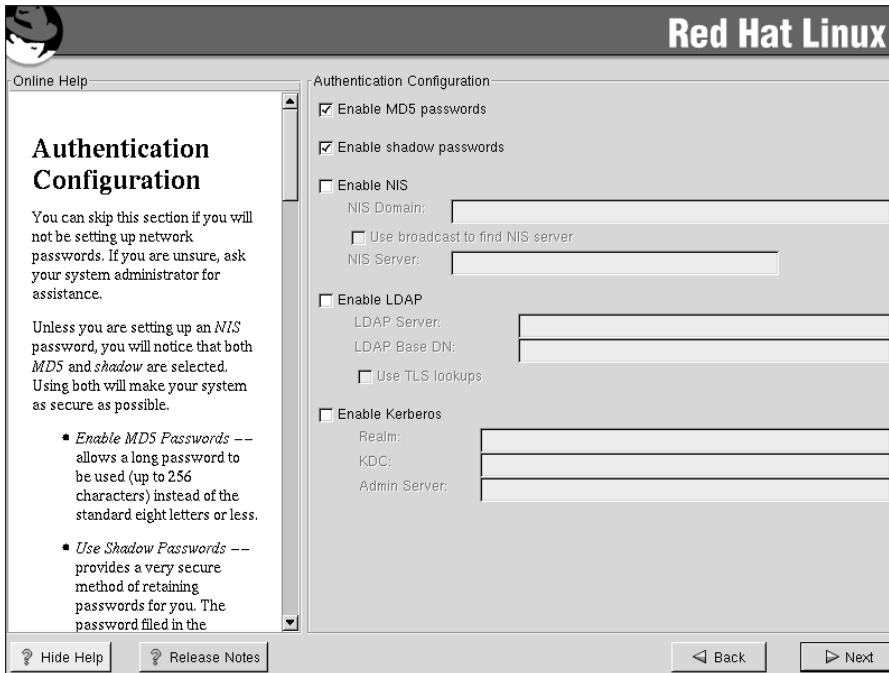 Red Hat Linux
Online Help
Authentication
Configuration
You can skip this section if you will
not be setting up network
passwords. If you are unsure, ask
your system administrator for
assistance.
Unless you are setting up an NIS
password, you will notice that both
MD5 and shadow are selected.
Using both will make your system
as secure as possible.
Enable MD5 Passwords --
allows a long password to
be used (up to 256
characters) instead of the
standard eight letters or less.
Use Shadow Passwords --
provides a very secure
method of retaining
passwords for you. The
password filed in the
Authentication Configuration
Enable MD5 passwords
Enable shadow passwords
Enable NIS
NIS Domain:
Use broadcast to find NIS server
NIS Server:
Enable LDAP
LDAP Server:
LDAP Base DN:
Use TLS lookups
Enable Kerberos
Realm:
KDC:
Admin Server:
? Hide Help
? Release Notes
Back
Next